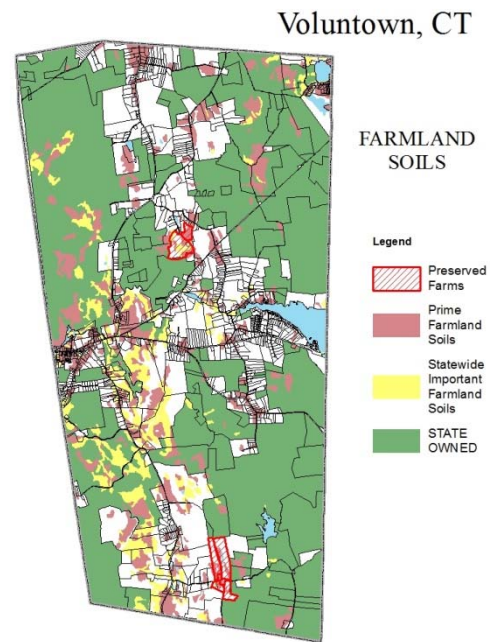 Voluntown, CT
FARMLAND
SOILS
Legend
Preserved
Farms
Prime
Farmland
Soils
Statewide
Important
Farmland
Soils
STATE
OWNED